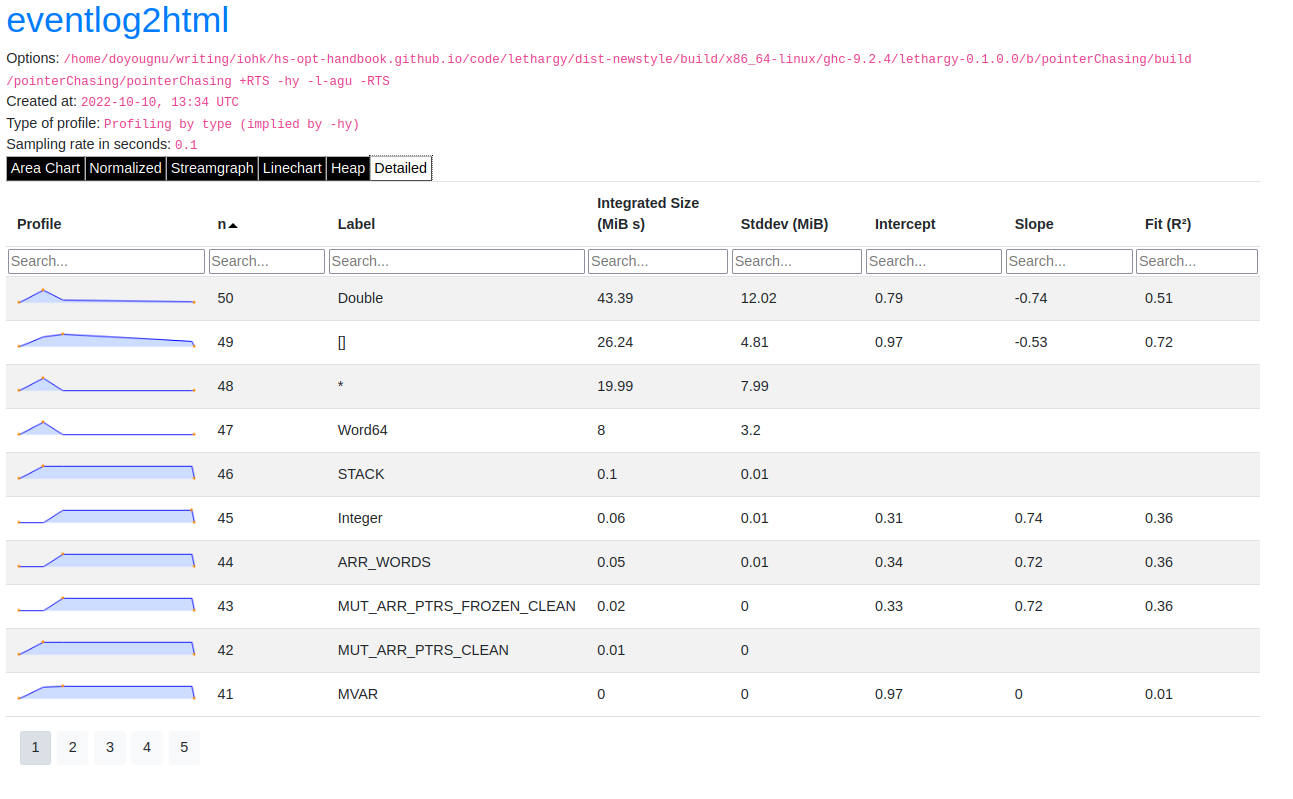 eventlog2html
Options: /home/doyougnu/writing/iohk/hs-opt-handbook.github.io/code/lethargy/dist-newstyle/build/x86_64-linux/ghc-9.2.4/lethargy-0.1.0.0/b/pointerChasing/build
/pointerChasing/pointerChasing +RTS -hy -l-agu -RTS
Created at: 2022-10-10, 13:34 UTC
Type of profile: Profiling by type (implied by -hy)
Sampling rate in seconds: 0.1
Area Chart Normalized Streamgraph Linechart Heap Detailed
Profile n Label Integrated Size (MiB s) Stddev (MiB) Intercept Slope Fit (R²)
Search... Search... Search... Search... Search... Search... Search... Search...
50 Double 43.39 12.02 0.79 -0.74 0.51
49 [] 26.24 4.81 0.97 -0.53 0.72
48 * 19.99 7.99
47 Word64 8 3.2
46 STACK 0.1 0.01
45 Integer 0.06 0.01 0.31 0.74 0.36
44 ARR_WORDS 0.05 0.01 0.34 0.72 0.36
43 MUT_ARR_PTRS_FROZEN_CLEAN 0.02 0 0.33 0.72 0.36
42 MUT_ARR_PTRS_CLEAN 0.01 0
41 MVAR 0 0 0.97 0 0.01
1 2 3 4 5